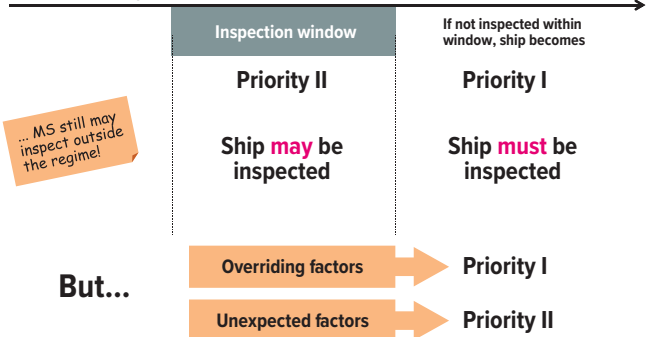 Inspection window
If not inspected within
window, ship becomes
Priority II
Priority I
... MS still may
inspect outside
the regime!
Ship may be
inspected
Ship must be
inspected
But...
Overriding factors
Priority I
Unexpected factors
Priority II